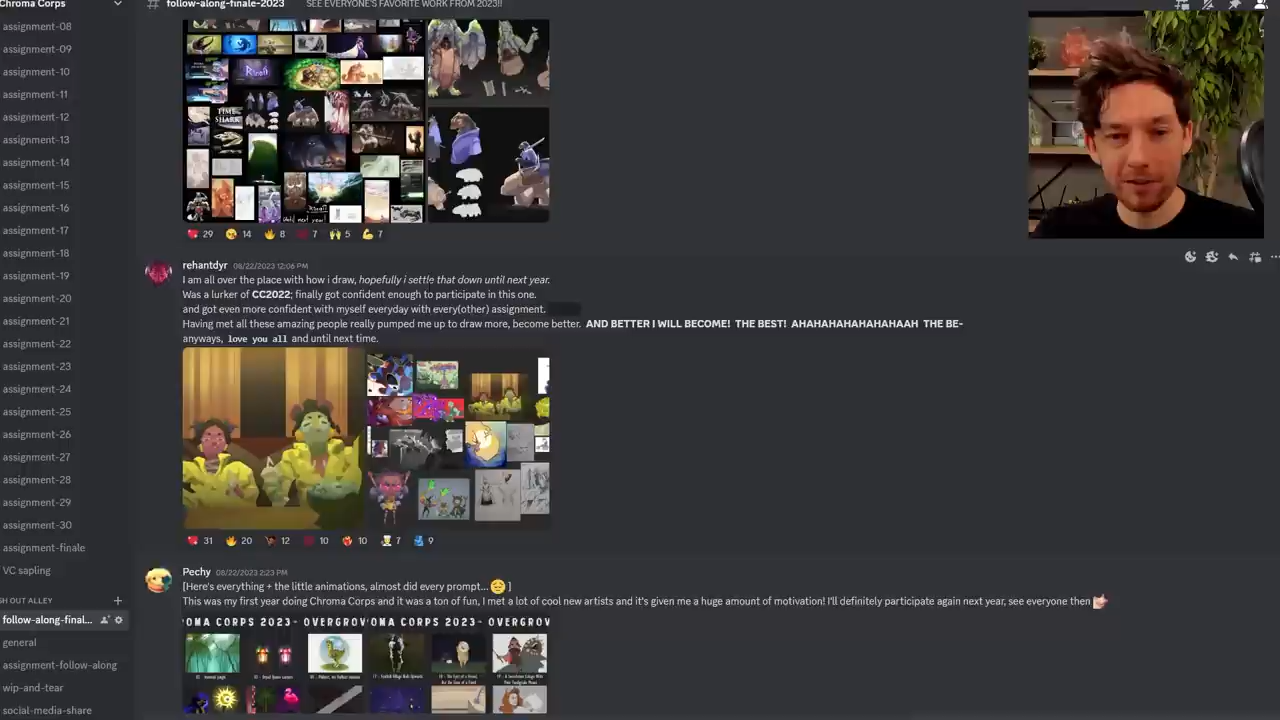 Chroma Corps
# follow-along-finale-2023
SEE EVERYONE'S FAVORITE WORK FROM 2023!!
assignment-08
assignment-09
assignment-10
assignment-11
assignment-12
assignment-13
assignment-14
assignment-15
assignment-16
assignment-17
assignment-18
assignment-19
assignment-20
assignment-21
assignment-22
assignment-23
assignment-24
assignment-25
assignment-26
assignment-27
assignment-28
assignment-29
assignment-30
assignment-finale
VC sapling
SH OUT ALLEY
follow-along-final...
general
assignment-follow-along
wip-and-tear
social-media-share
TIME SHARK
Until next year!
29
14
8
7
5
7
rehantdyr 08/22/2023 12:06 PM
I am all over the place with how i draw, hopefully i settle that down until next year.
Was a lurker of CC2022; finally got confident enough to participate in this one.
and got even more confident with myself everyday with every(other) assignment.
Having met all these amazing people really pumped me up to draw more, become better. AND BETTER I WILL BECOME! THE BEST! AHAHAHAHAHAHAAH THE BE-
anyways, love you all and until next time.
31
20
12
10
10
7
9
Pechy 08/22/2023 2:23 PM
[Here's everything + the little animations, almost did every prompt... ]
This was my first year doing Chroma Corps and it was a ton of fun, I met a lot of cool new artists and it's given me a huge amount of motivation! I'll definitely participate again next year, see everyone then
OMA CORPS 2023- OVERGROV
OMA CORPS 2023- OVERGROV